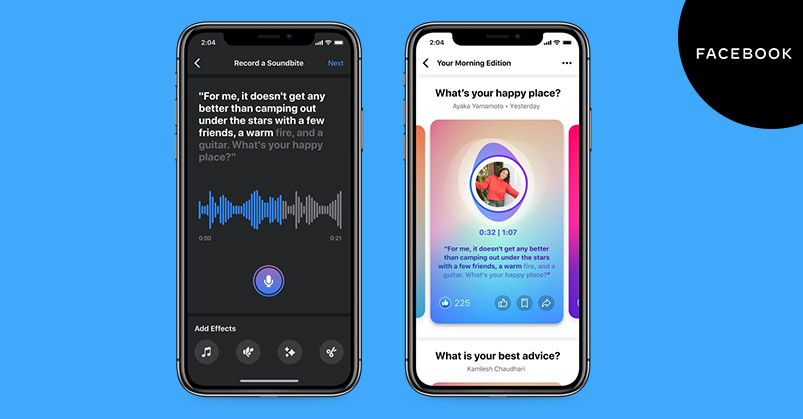 FACEBOOK
2:04
Record a Soundbite
Next
"For me, it doesn't get any
better than camping out
under the stars with a few
friends, a warm fire, and a
guitar. What's your happy
place?"
0:00
0:21
Add Effects
2:04
Your Morning Edition
What's your happy place?
Ayaka Yamamoto • Yesterday
0:32 | 1:07
"For me, it doesn't get any better
than camping out under the stars
with a few friends, a warm fire, and a
guitar. What's your happy place?"
225
What is your best advice?
Kamlesh Chaudhari